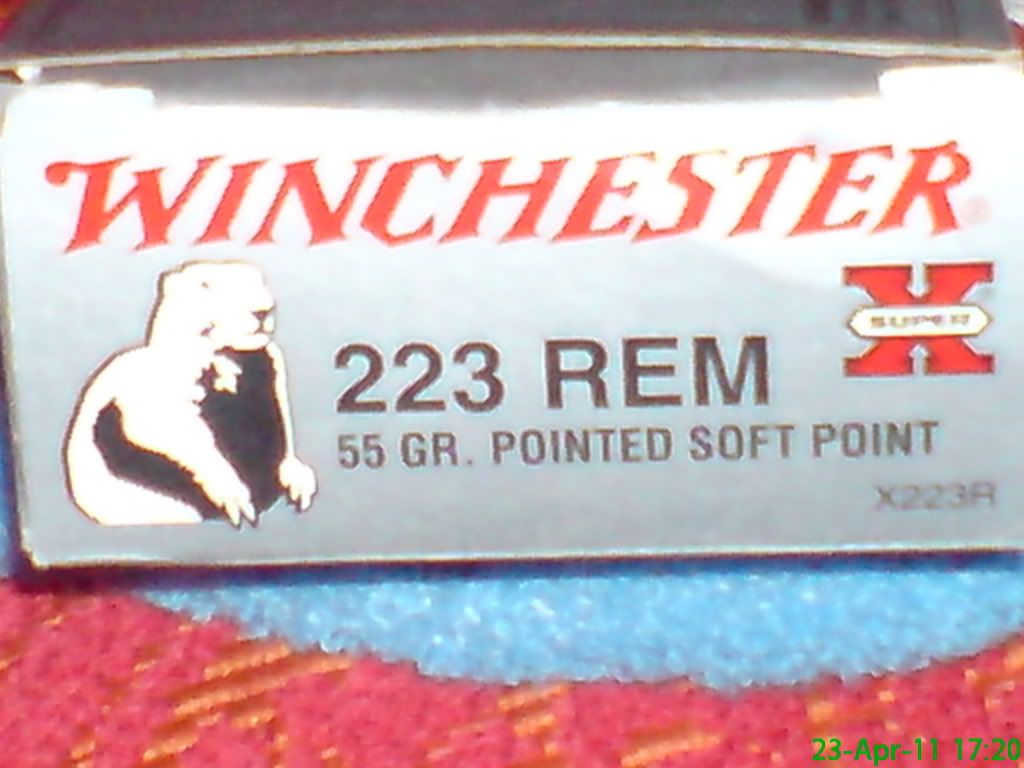 WINCHESTER
X
SUPER
223 REM
55 GR. POINTED SOFT POINT
X223R
23-Apr-11 17:20